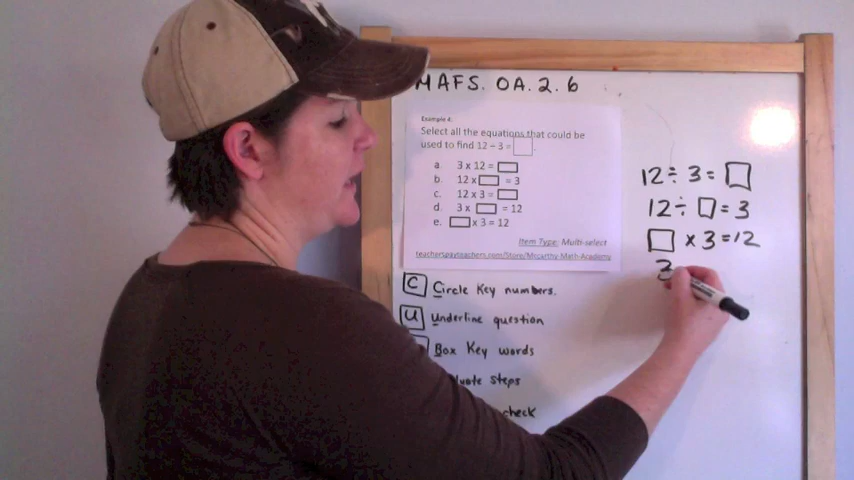 MAFS. OA. 2. 6
Example 4:
Select all the equations that could be
used to find 12 ÷ 3 = □.
a. 3 x 12 = □
b. 12 x □ = 3
c. 12 x 3 = □
d. 3 x □ = 12
e. □ x 3 = 12
Item Type: Multi-select
teacherspayteachers.com/Store/Mccarthy-Math-Academy
C Circle Key numbers.
U Underline question
Box Key words
steps
check
12 ÷ 3 = □
12 ÷ □ = 3
□ x 3 = 12
3